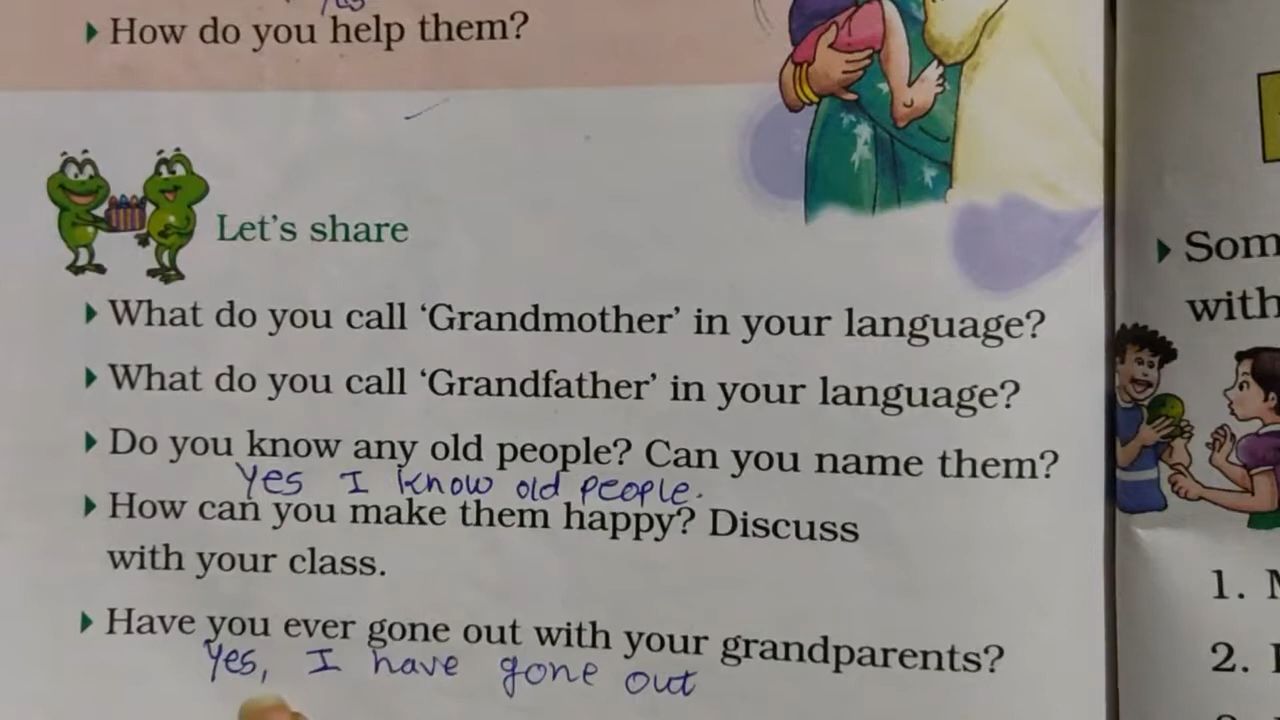 How do you help them?
Let's share
What do you call ‘Grandmother’ in your language?
What do you call ‘Grandfather’ in your language?
Do you know any old people? Can you name them?
Yes I know old people.
How can you make them happy? Discuss
with your class.
Have you ever gone out with your grandparents?
Yes, I have gone out
Som
with
1.
2.